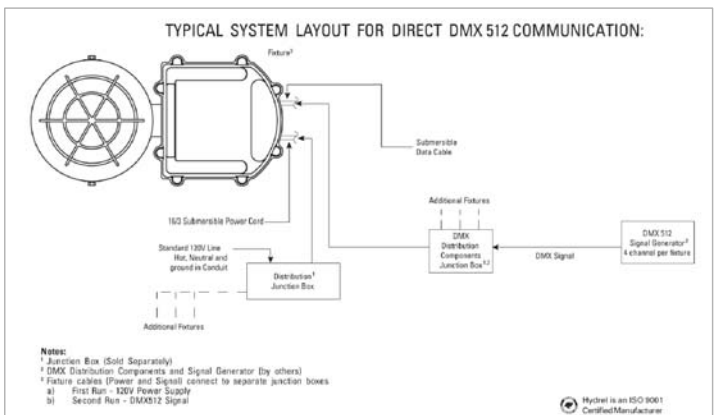 TYPICAL SYSTEM LAYOUT FOR DIRECT DMX 512 COMMUNICATION:
Fixture³
Submersible
Data Cable
16/3 Submersible Power Cord
Additional Fixtures
DMX
Distribution
Components
Junction Box¹,²
DMX Signal
DMX 512
Signal Generator²
4 channel per fixture
Standard 120V Line
Hot, Neutral and
ground in Conduit
Distribution¹
Junction Box
Additional Fixtures
Notes:
¹ Junction Box (Sold Separately)
² DMX Distribution Components and Signal Generator (by others)
³ Fixture cables (Power and Signal) connect to separate junction boxes
a) First Run - 120V Power Supply
b) Second Run - DMX512 Signal
Hydrel is an ISO 9001
Certified Manufacturer